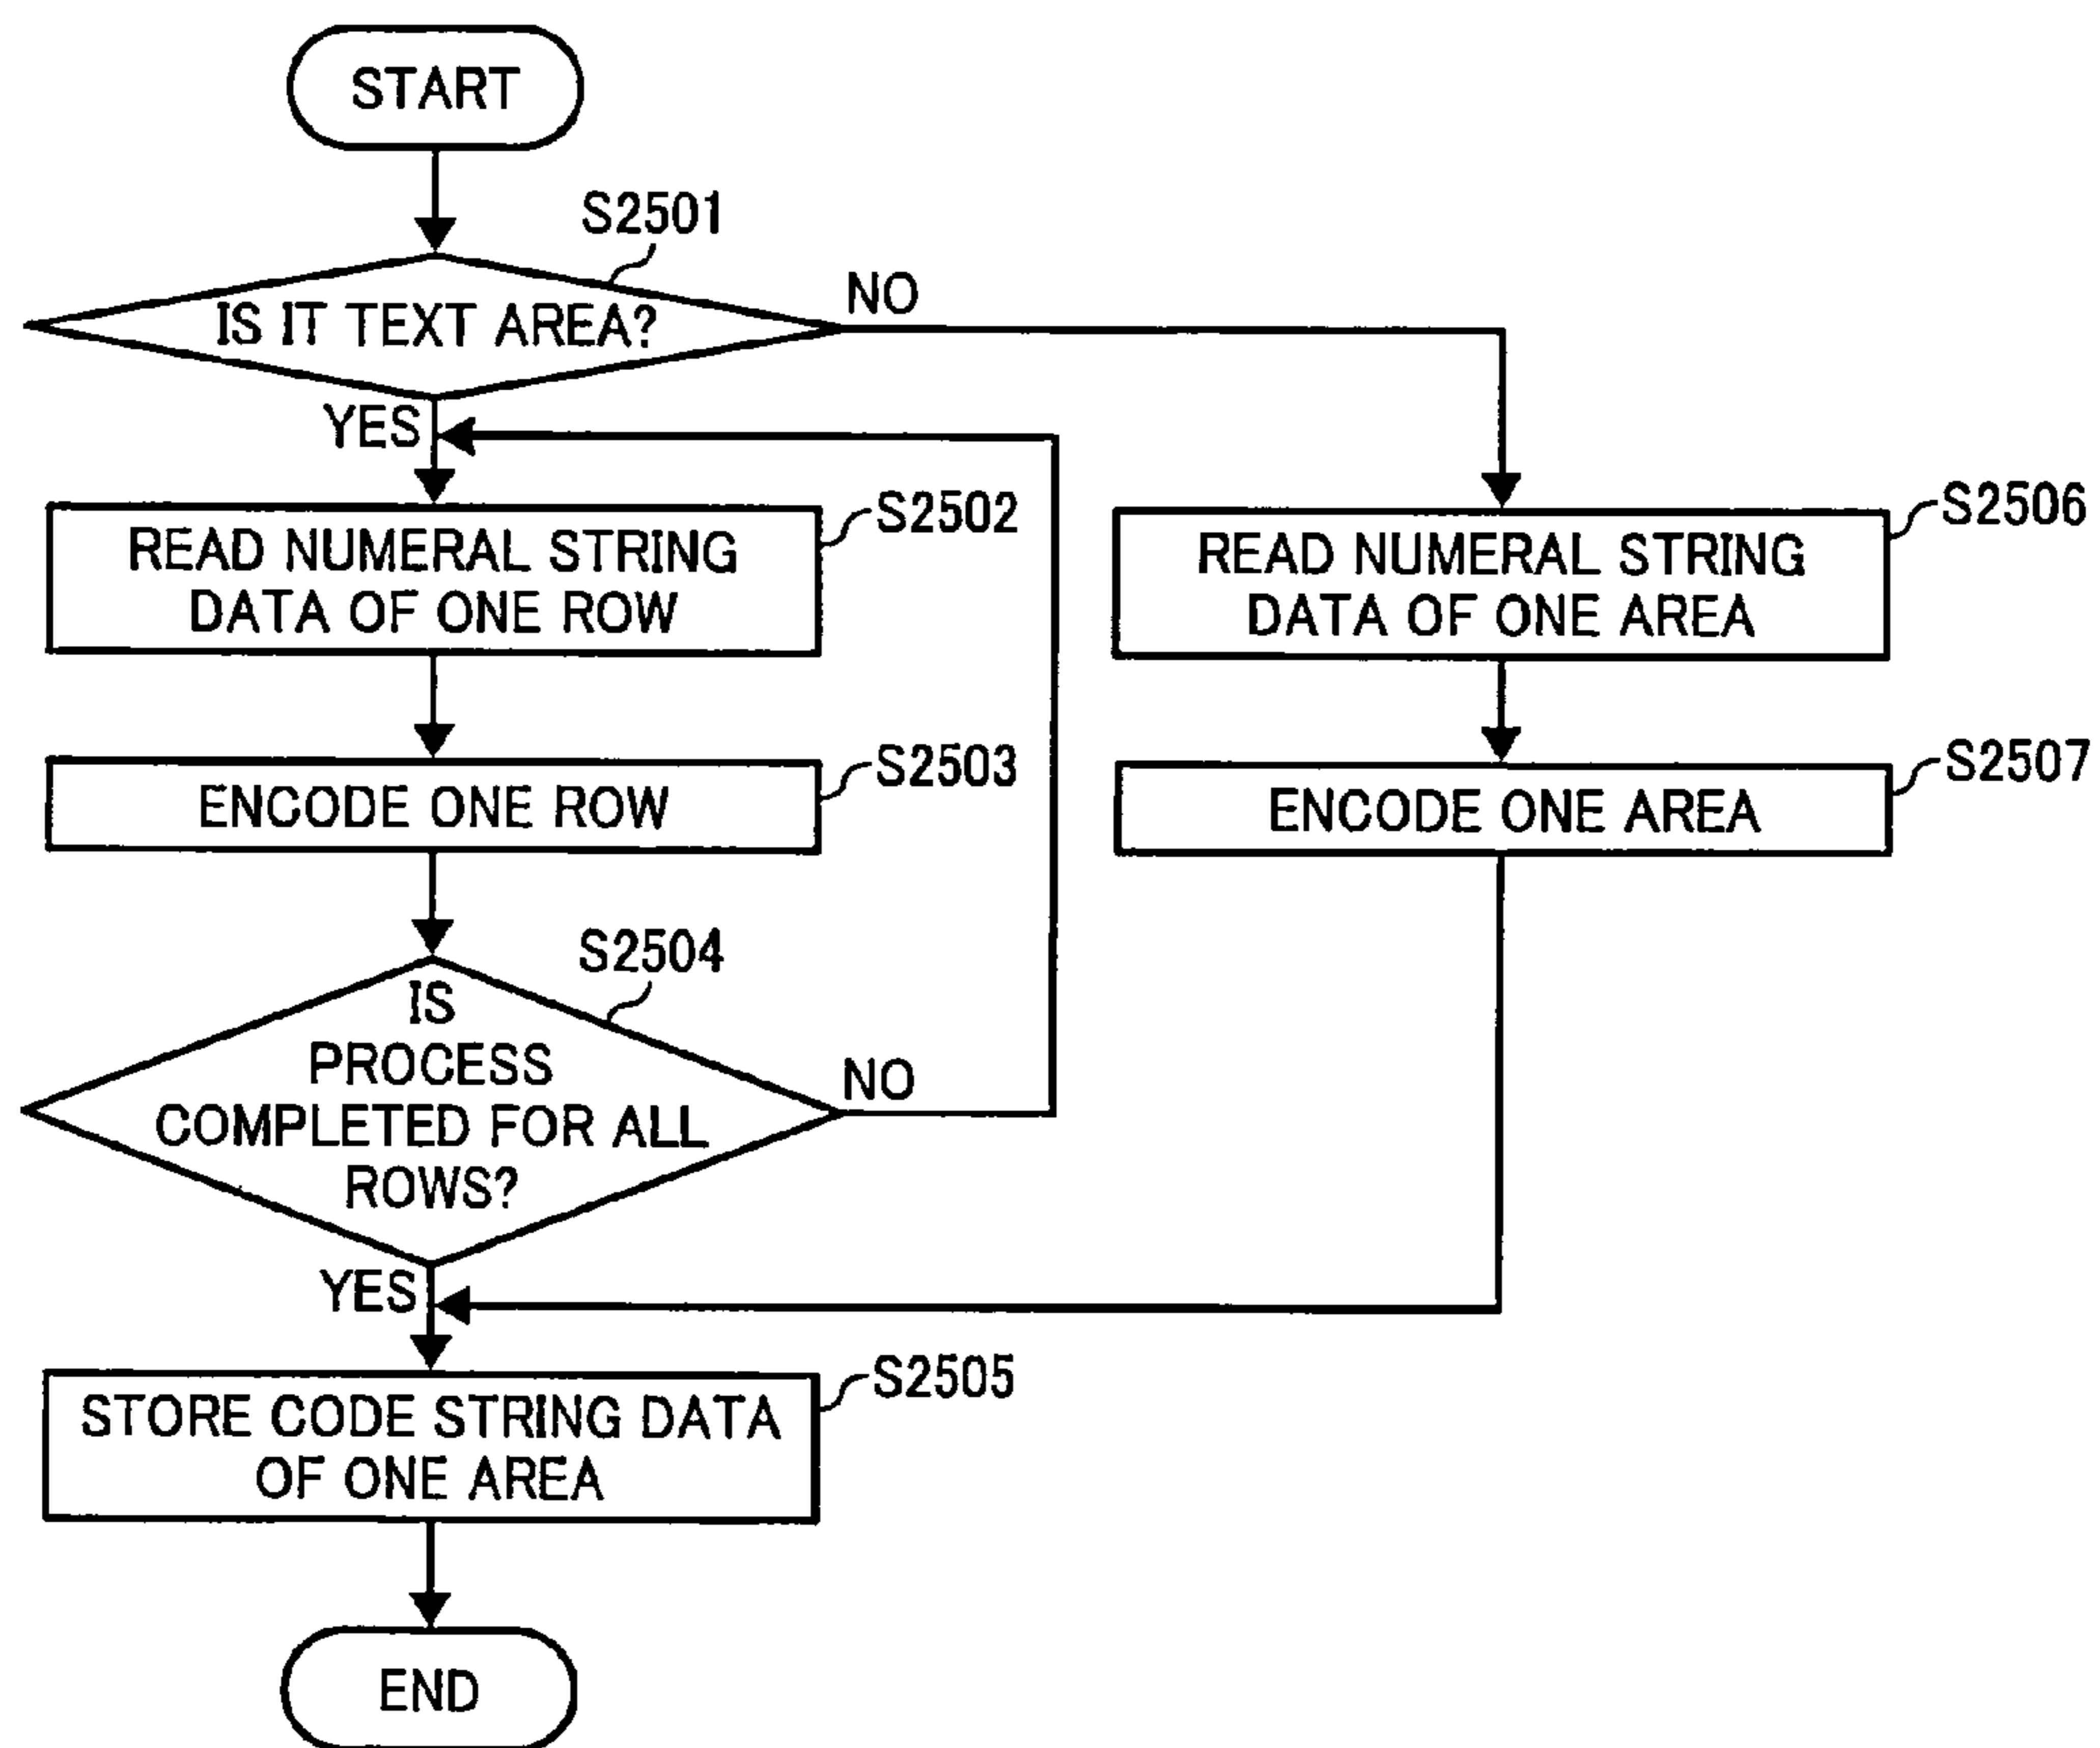 START
S2501
IS IT TEXT AREA?
NO
YES
S2502
READ NUMERAL STRING
DATA OF ONE ROW
S2506
READ NUMERAL STRING
DATA OF ONE AREA
S2503
ENCODE ONE ROW
S2507
ENCODE ONE AREA
S2504
IS
PROCESS
COMPLETED FOR ALL
ROWS?
NO
YES
S2505
STORE CODE STRING DATA
OF ONE AREA
END